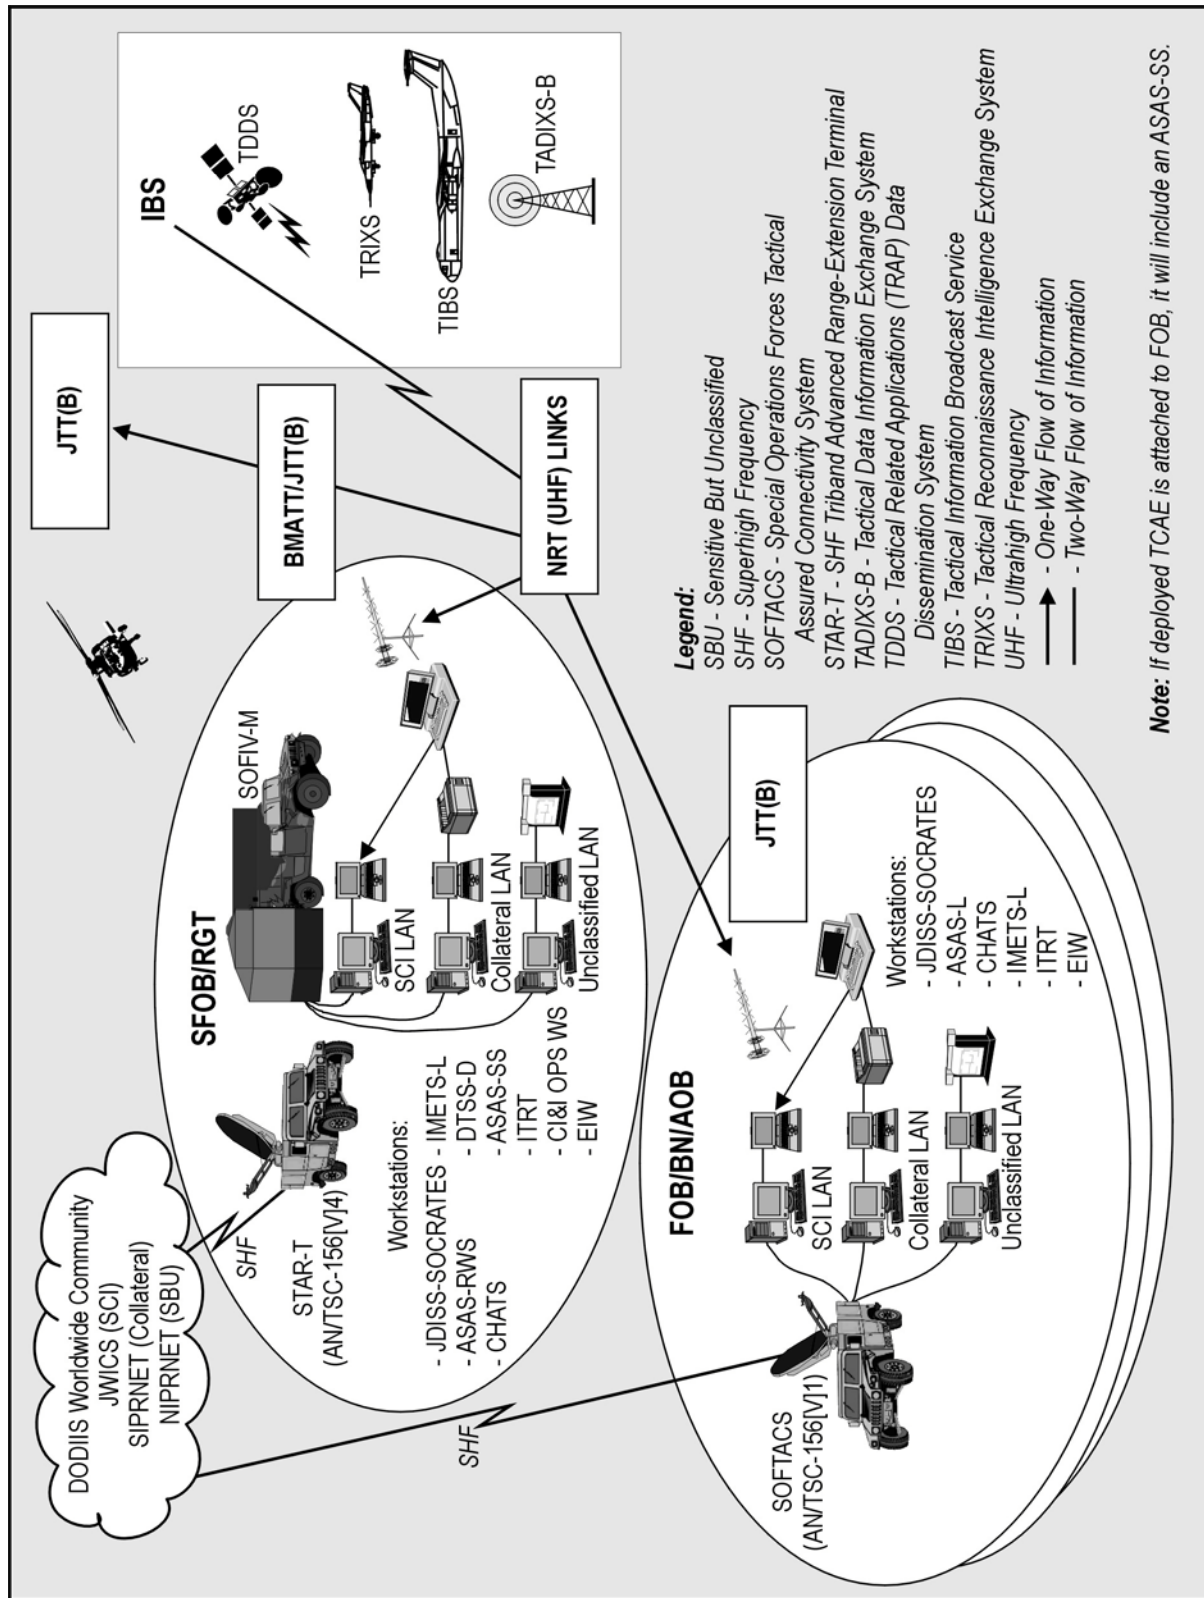 DODIIS Worldwide Community
JWICS (SCI)
SIPRNET (Collateral)
NIPRNET (SBU)
SHF
SHF
STAR-T
(AN/TSC-156[V]4)
SFOB/RGT
SOFIV-M
SCI LAN
Collateral LAN
Unclassified LAN
Workstations:
- JDISS-SOCRATES
- ASAS-RWS
- CHATS
- IMETS-L
- DTSS-D
- ASAS-SS
- ITRT
- CI&I OPS WS
- EIW
JTT(B)
BMATT/JTT(B)
NRT (UHF) LINKS
IBS
TDDS
TRIXS
TIBS
TADIXS-B
SOFTACS
(AN/TSC-156[V]1)
FOB/BN/AOB
SCI LAN
Collateral LAN
Unclassified LAN
JTT(B)
Workstations:
- JDISS-SOCRATES
- ASAS-L
- CHATS
- IMETS-L
- ITRT
- EIW
Legend:
SBU - Sensitive But Unclassified
SHF - Superhigh Frequency
SOFTACS - Special Operations Forces Tactical
Assured Connectivity System
STAR-T - SHF Triband Advanced Range-Extension Terminal
TADIXS-B - Tactical Data Information Exchange System
TDDS - Tactical Related Applications (TRAP) Data
Dissemination System
TIBS - Tactical Information Broadcast Service
TRIXS - Tactical Reconnaissance Intelligence Exchange System
UHF - Ultrahigh Frequency
- One-Way Flow of Information
- Two-Way Flow of Information
Note: If deployed TCAE is attached to FOB, it will include an ASAS-SS.